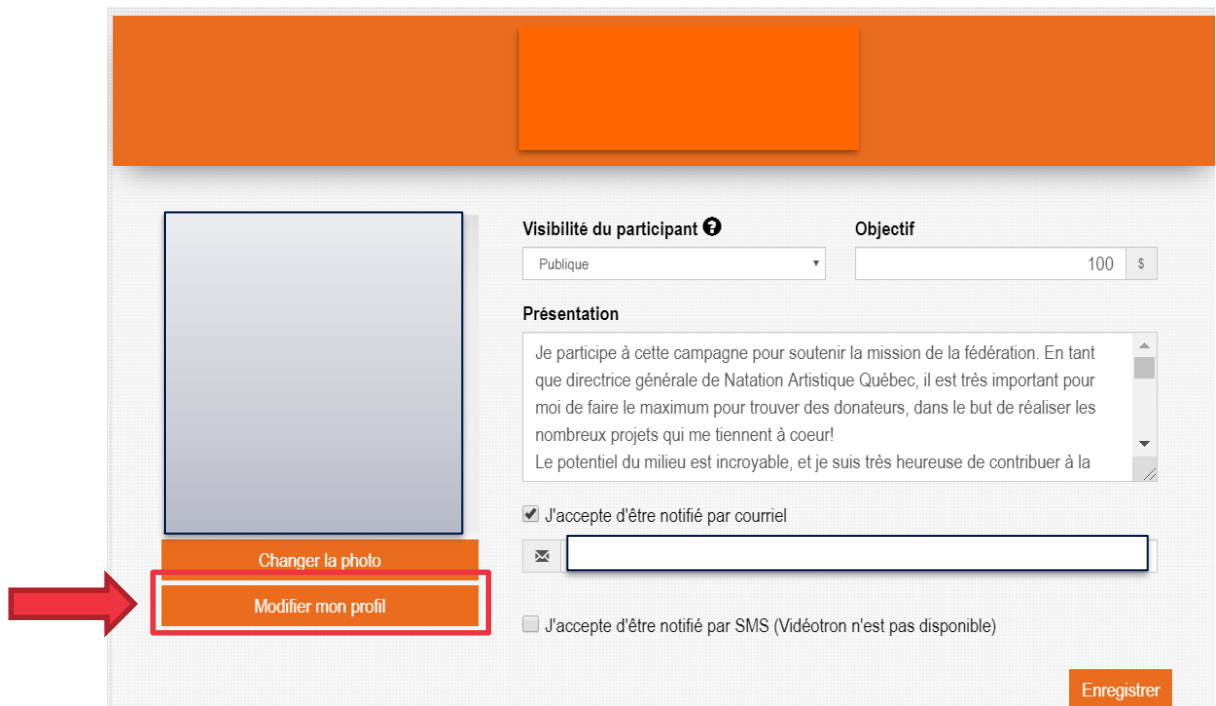 Visibilité du participant ?
Objectif
Publique
100 $
Présentation
Je participe à cette campagne pour soutenir la mission de la fédération. En tant
que directrice générale de Natation Artistique Québec, il est très important pour
moi de faire le maximum pour trouver des donateurs, dans le but de réaliser les
nombreux projets qui me tiennent à coeur!
Le potentiel du milieu est incroyable, et je suis très heureuse de contribuer à la
J'accepte d'être notifié par courriel
Changer la photo
Modifier mon profil
J'accepte d'être notifié par SMS (Vidéotron n'est pas disponible)
Enregistrer